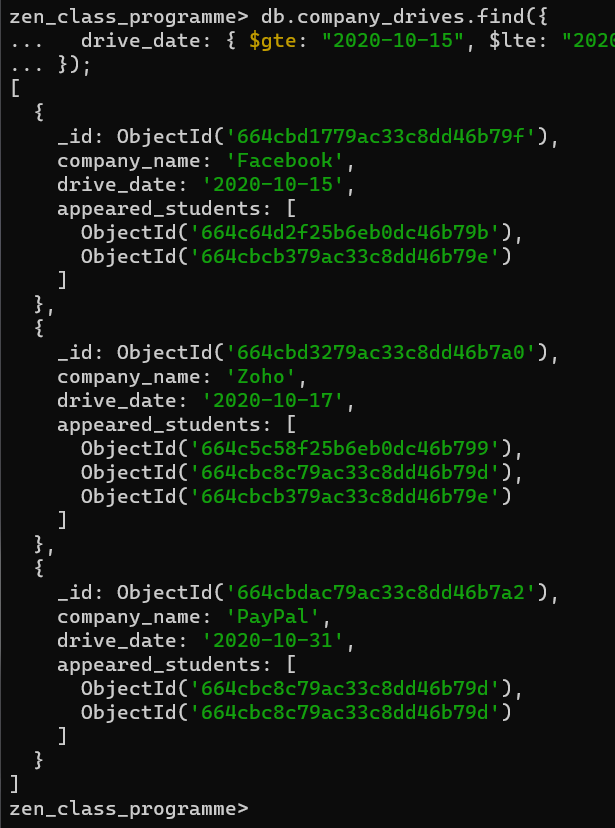 zen_class_programme> db.company_drives.find({
...   drive_date: { $gte: "2020-10-15", $lte: "2020
... });
[
  {
    _id: ObjectId('664cbd1779ac33c8dd46b79f'),
    company_name: 'Facebook',
    drive_date: '2020-10-15',
    appeared_students: [
      ObjectId('664c64d2f25b6eb0dc46b79b'),
      ObjectId('664cbcb379ac33c8dd46b79e')
    ]
  },
  {
    _id: ObjectId('664cbd3279ac33c8dd46b7a0'),
    company_name: 'Zoho',
    drive_date: '2020-10-17',
    appeared_students: [
      ObjectId('664c5c58f25b6eb0dc46b799'),
      ObjectId('664cbc8c79ac33c8dd46b79d'),
      ObjectId('664cbcb379ac33c8dd46b79e')
    ]
  },
  {
    _id: ObjectId('664cbdac79ac33c8dd46b7a2'),
    company_name: 'PayPal',
    drive_date: '2020-10-31',
    appeared_students: [
      ObjectId('664cbc8c79ac33c8dd46b79d'),
      ObjectId('664cbc8c79ac33c8dd46b79d')
    ]
  }
]
zen_class_programme>